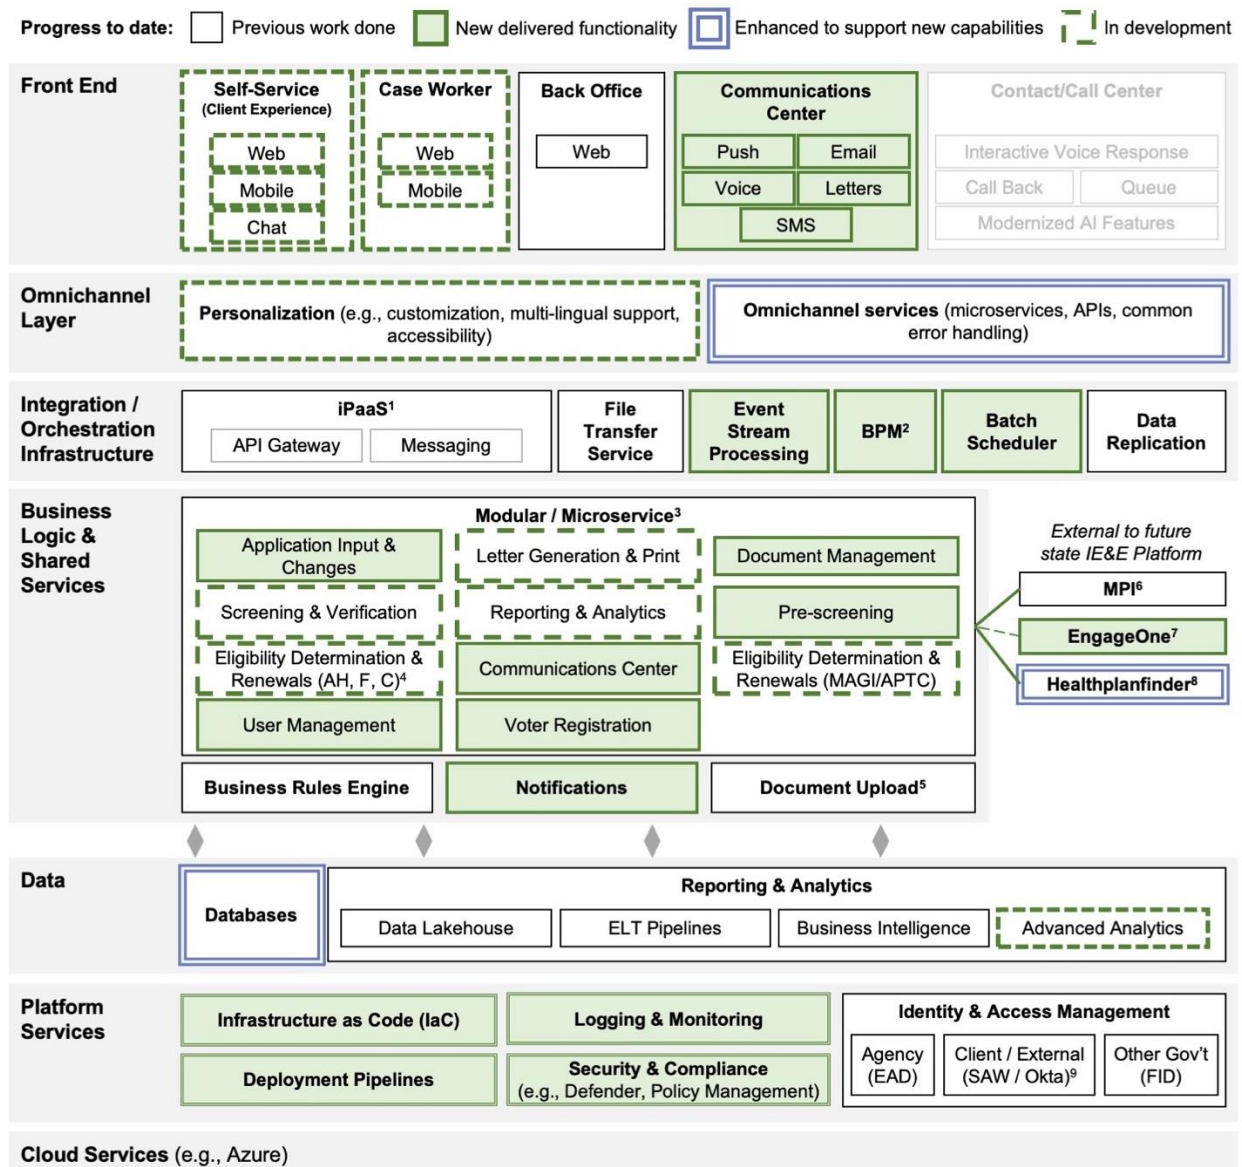 Progress to date: Previous work done New delivered functionality Enhanced to support new capabilities In development
Front End
Self-Service
(Client Experience)
Web
Mobile
Chat
Case Worker
Web
Mobile
Back Office
Web
Communications
Center
Push
Email
Voice
Letters
SMS
Contact/Call Center
Interactive Voice Response
Call Back
Queue
Modernized AI Features
Omnichannel
Layer
Personalization (e.g., customization, multi-lingual support,
accessibility)
Omnichannel services (microservices, APIs, common
error handling)
Integration /
Orchestration
Infrastructure
iPaaS¹
API Gateway
Messaging
File
Transfer
Service
Event
Stream
Processing
BPM²
Batch
Scheduler
Data
Replication
Business
Logic &
Shared
Services
Modular / Microservice³
Application Input &
Changes
Letter Generation & Print
Document Management
Screening & Verification
Reporting & Analytics
Pre-screening
Eligibility Determination &
Renewals (AH, F, C)⁴
Communications Center
Eligibility Determination &
Renewals (MAGI/APTC)
User Management
Voter Registration
Business Rules Engine
Notifications
Document Upload⁵
External to future
state IE&E Platform
MPI⁶
EngageOne⁷
Healthplanfinder⁸
Data
Databases
Reporting & Analytics
Data Lakehouse
ELT Pipelines
Business Intelligence
Advanced Analytics
Platform
Services
Infrastructure as Code (IaC)
Logging & Monitoring
Deployment Pipelines
Security & Compliance
(e.g., Defender, Policy Management)
Identity & Access Management
Agency
(EAD)
Client / External
(SAW / Okta)⁹
Other Gov't
(FID)
Cloud Services (e.g., Azure)